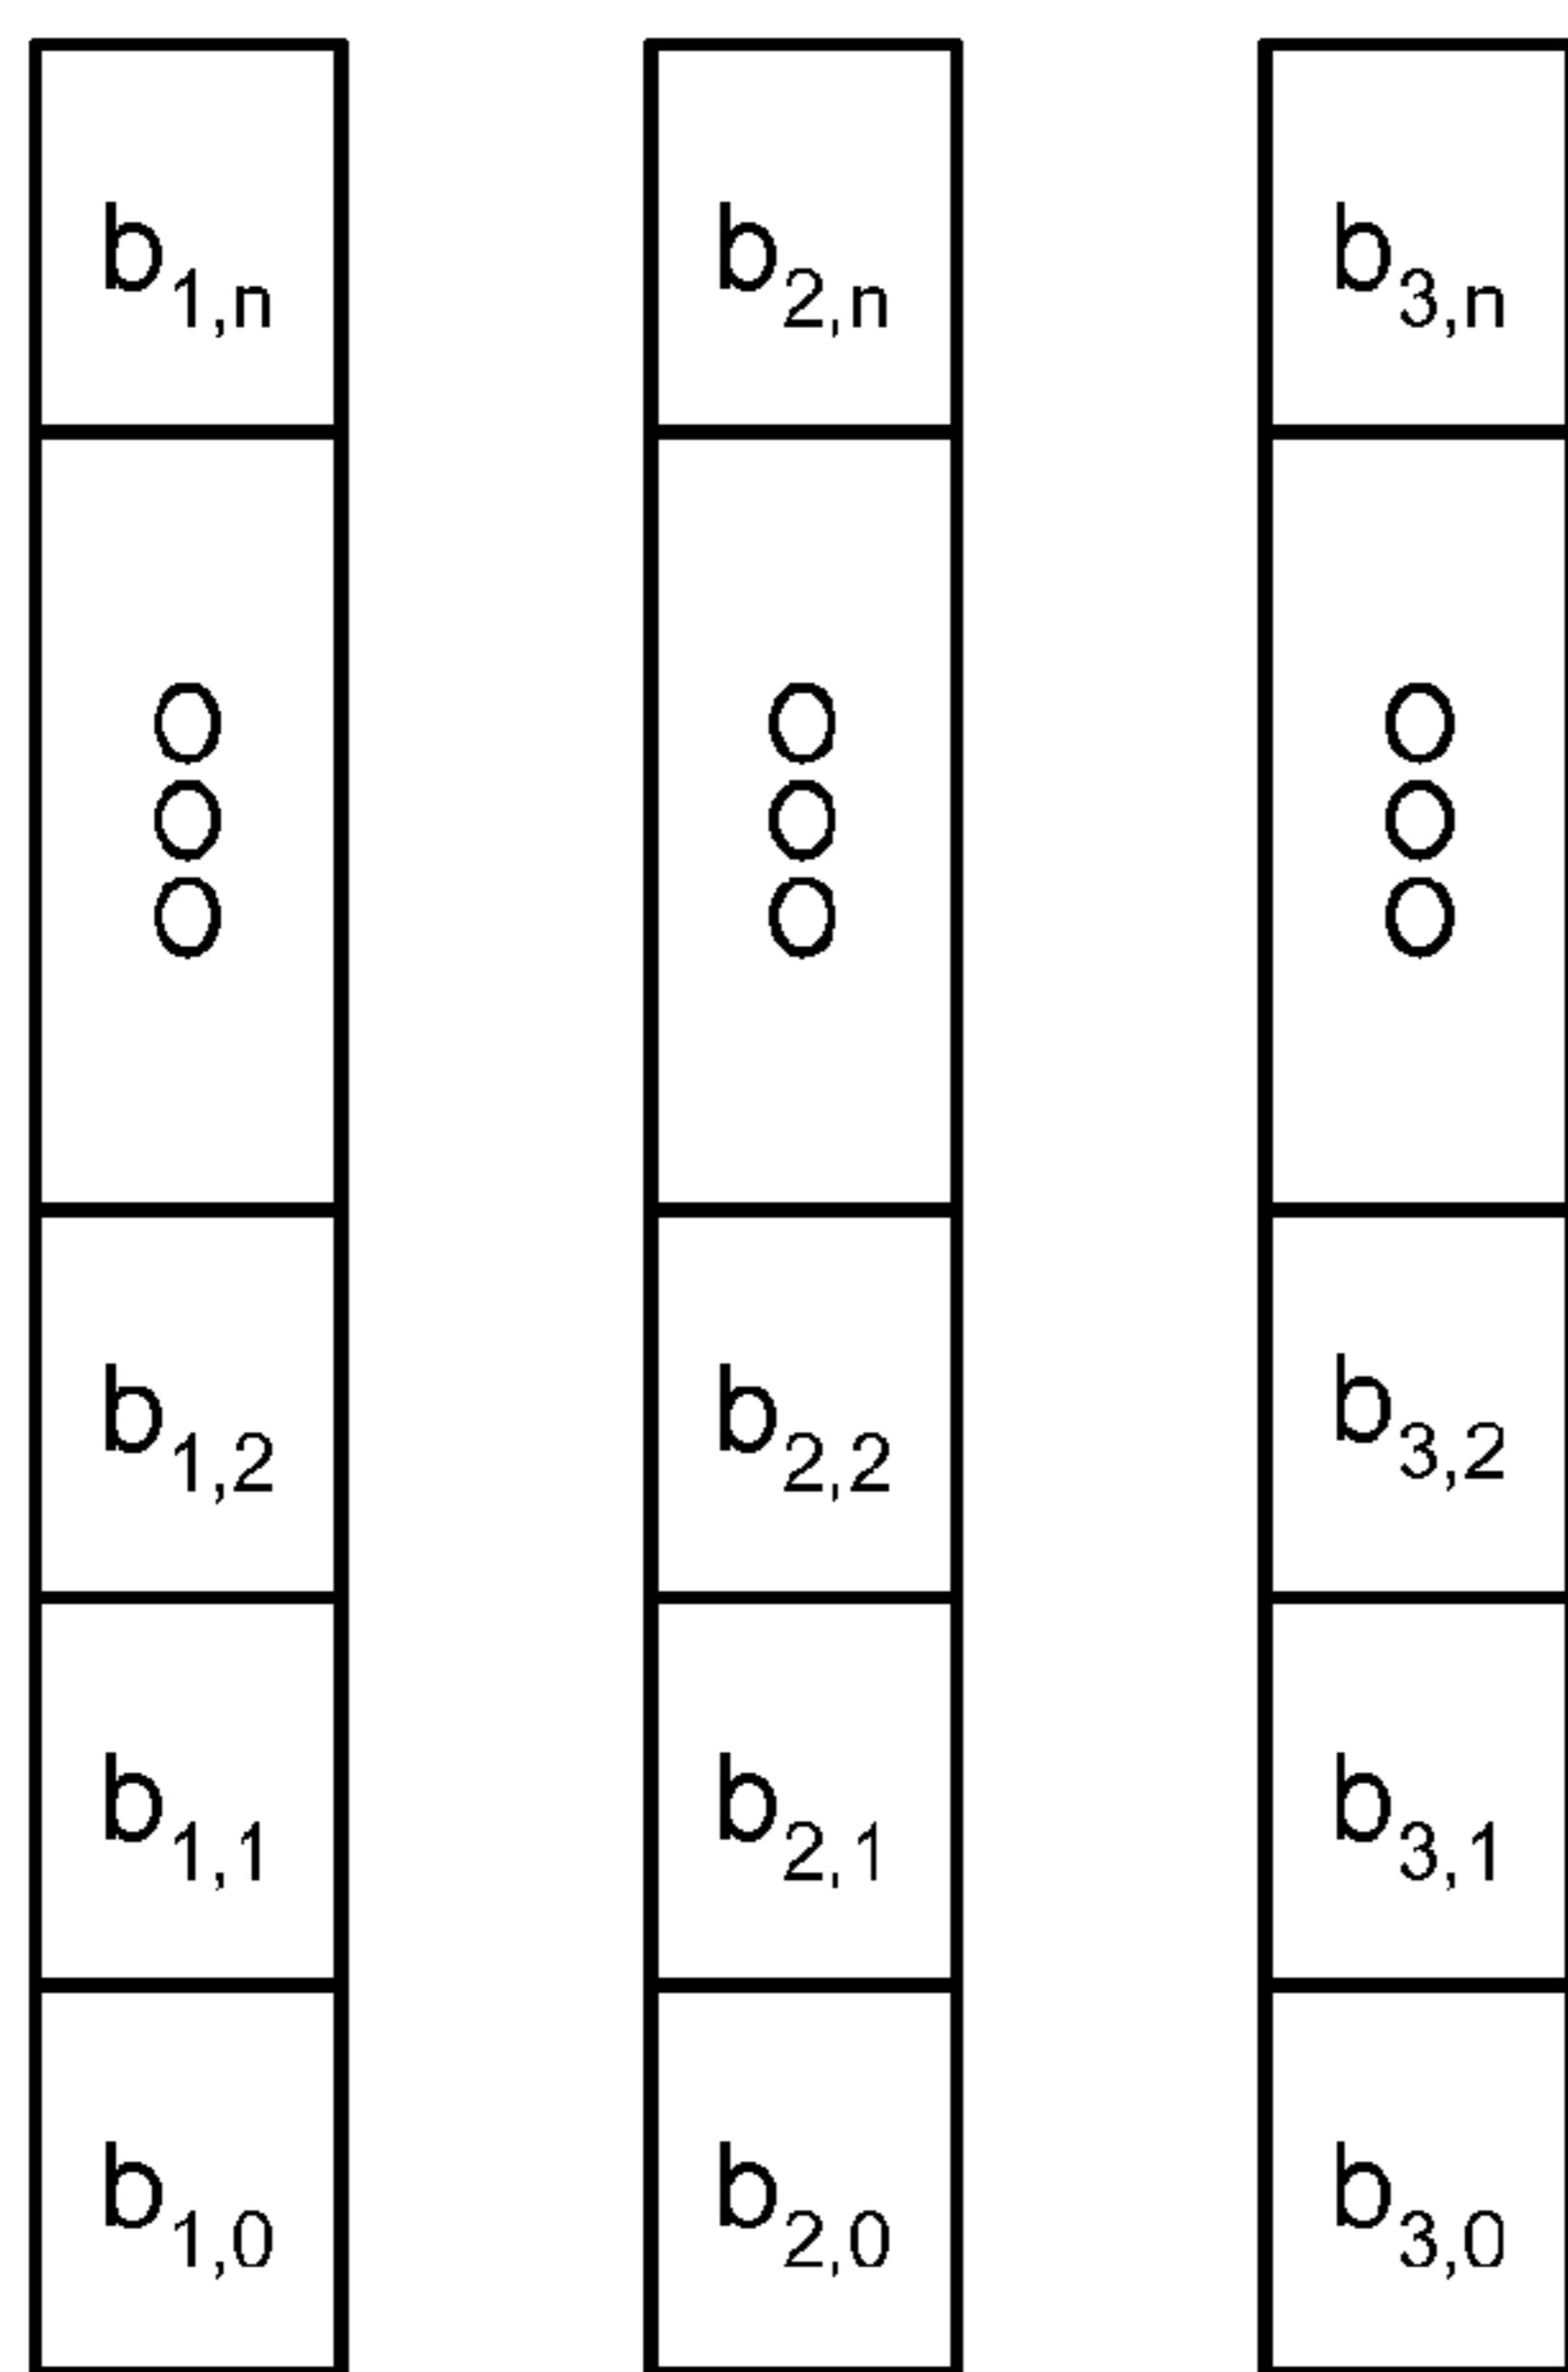 b1,n b2,n b3,n
o o o
o o o
o o o
b1,2 b2,2 b3,2
b1,1 b2,1 b3,1
b1,0 b2,0 b3,0